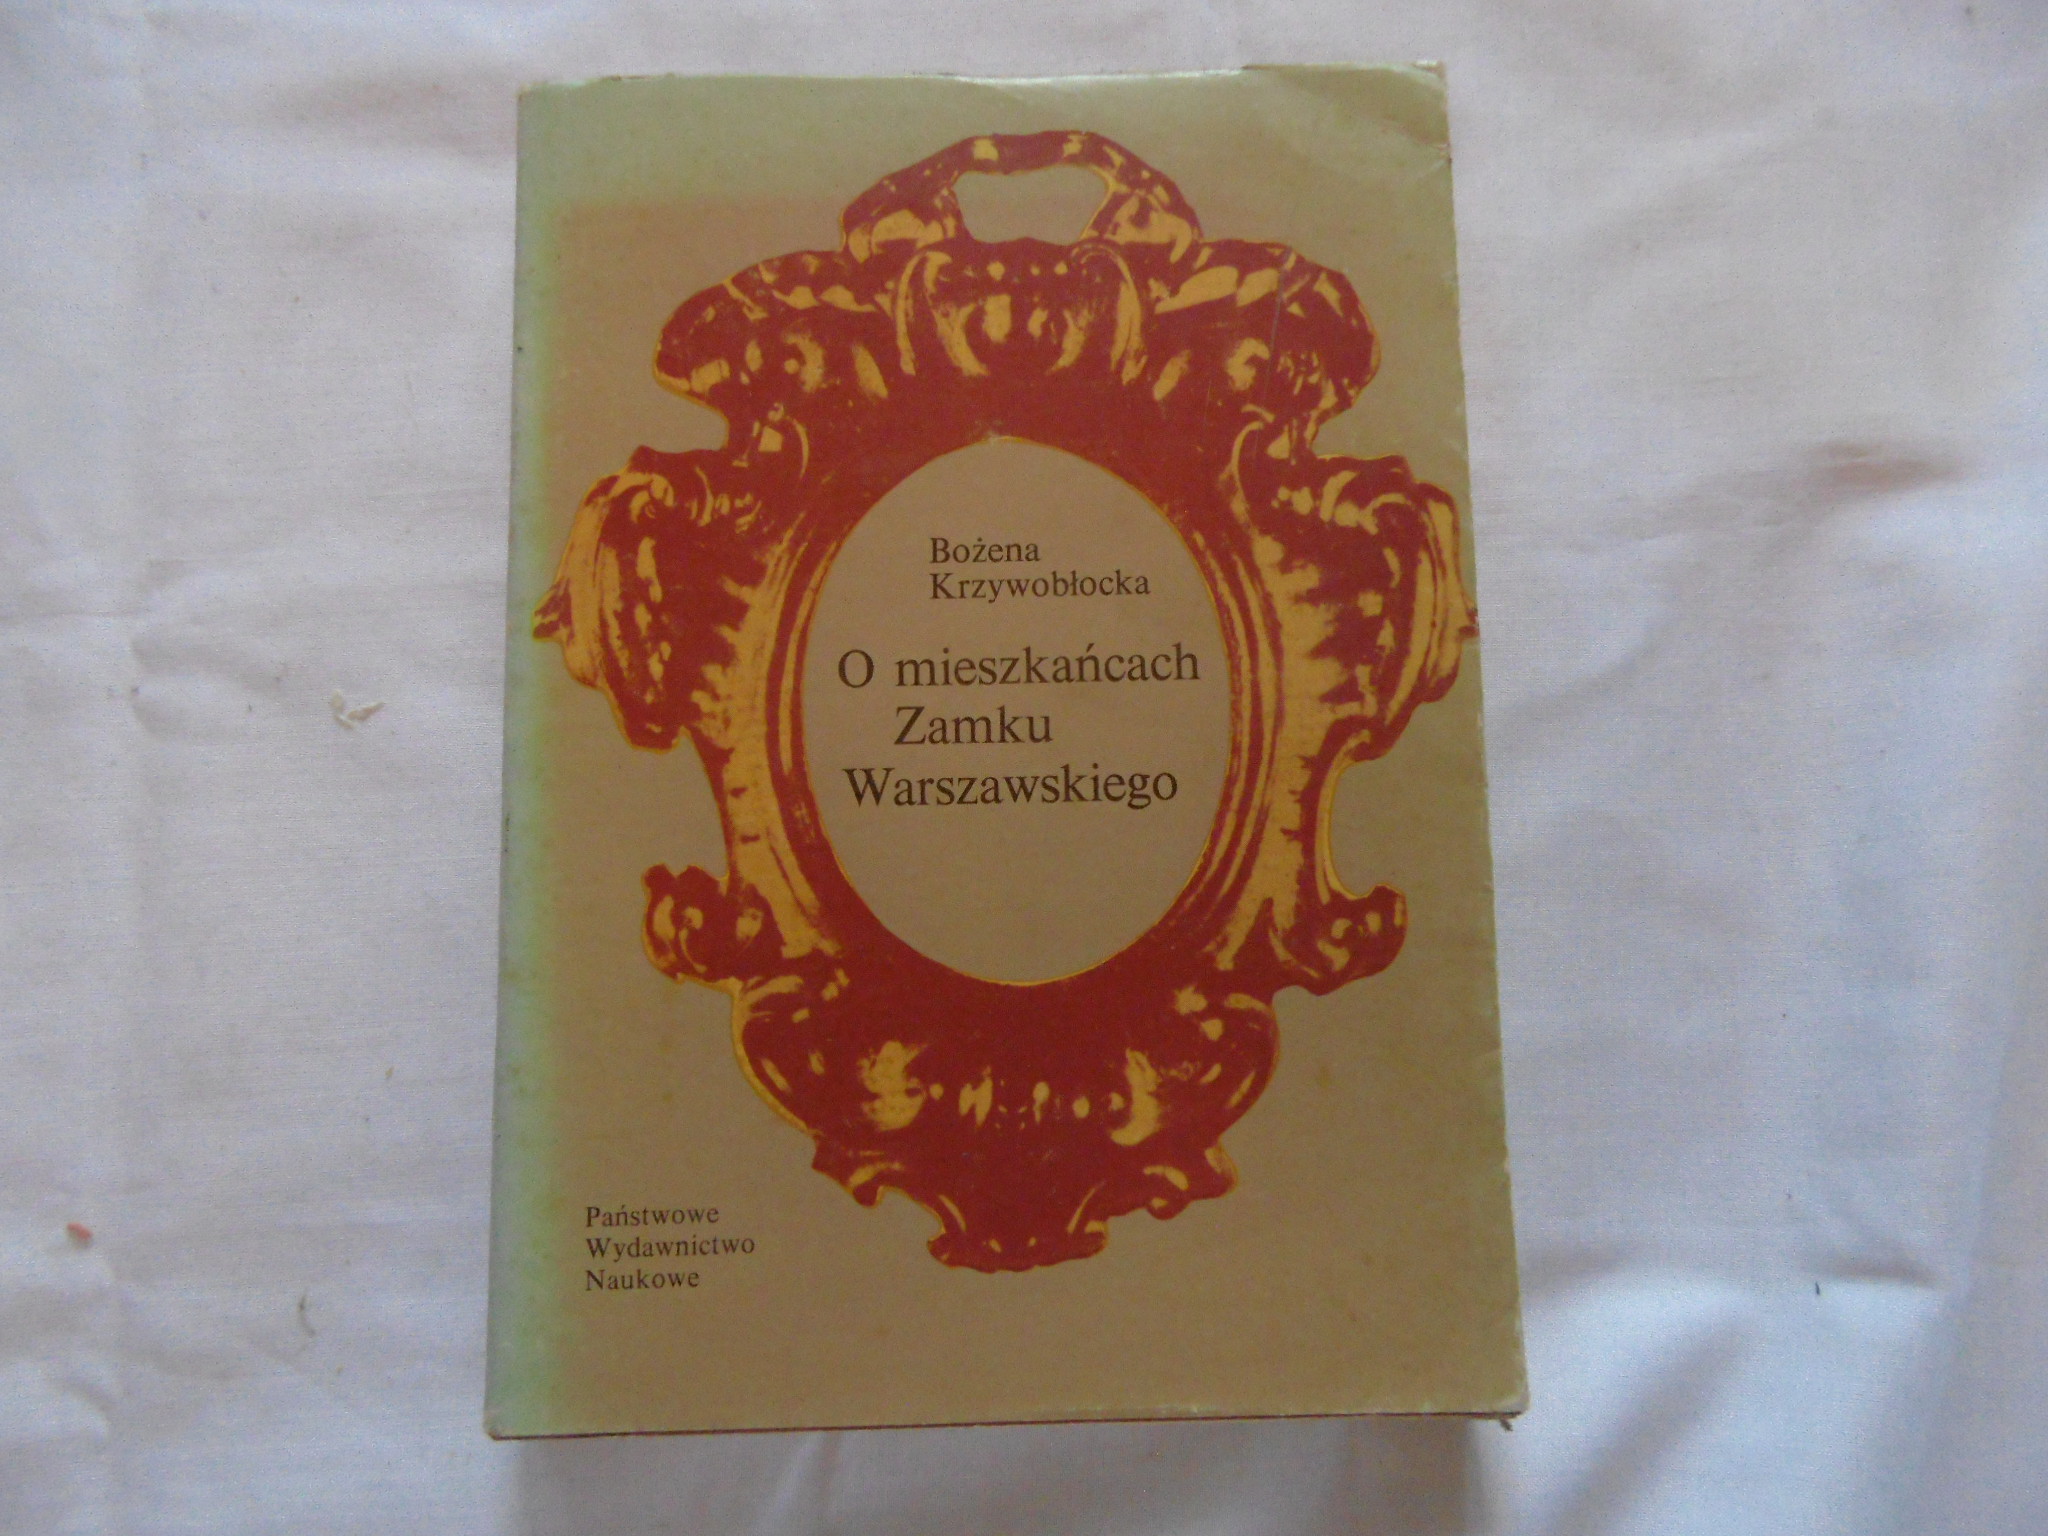 Bożena
Krzywobłocka
O mieszkańcach
Zamku
Warszawskiego
Państwowe
Wydawnictwo
Naukowe